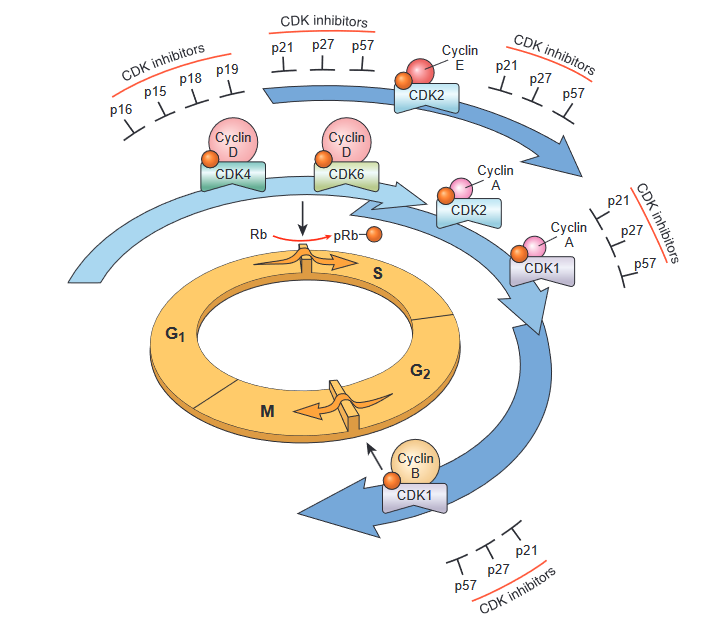 CDK inhibitors
p21
p27
p57
CDK inhibitors
p16
p15
p18
p19
Cyclin
E
CDK2
CDK inhibitors
p21
p27
p57
Cyclin
D
CDK4
Cyclin
D
CDK6
Cyclin
A
CDK2
Cyclin
A
CDK1
CDK inhibitors
p21
p27
p57
Rb
pRb
S
G1
G2
M
Cyclin
B
CDK1
p57
p27
p21
CDK inhibitors